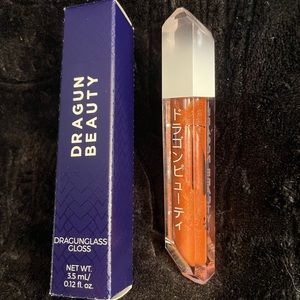 DRAGUN
BEAUTY
DRAGUNGLASS
GLOSS
NET WT.
3.5 mL/
0.12 fl. oz.
ドラゴンビューティ